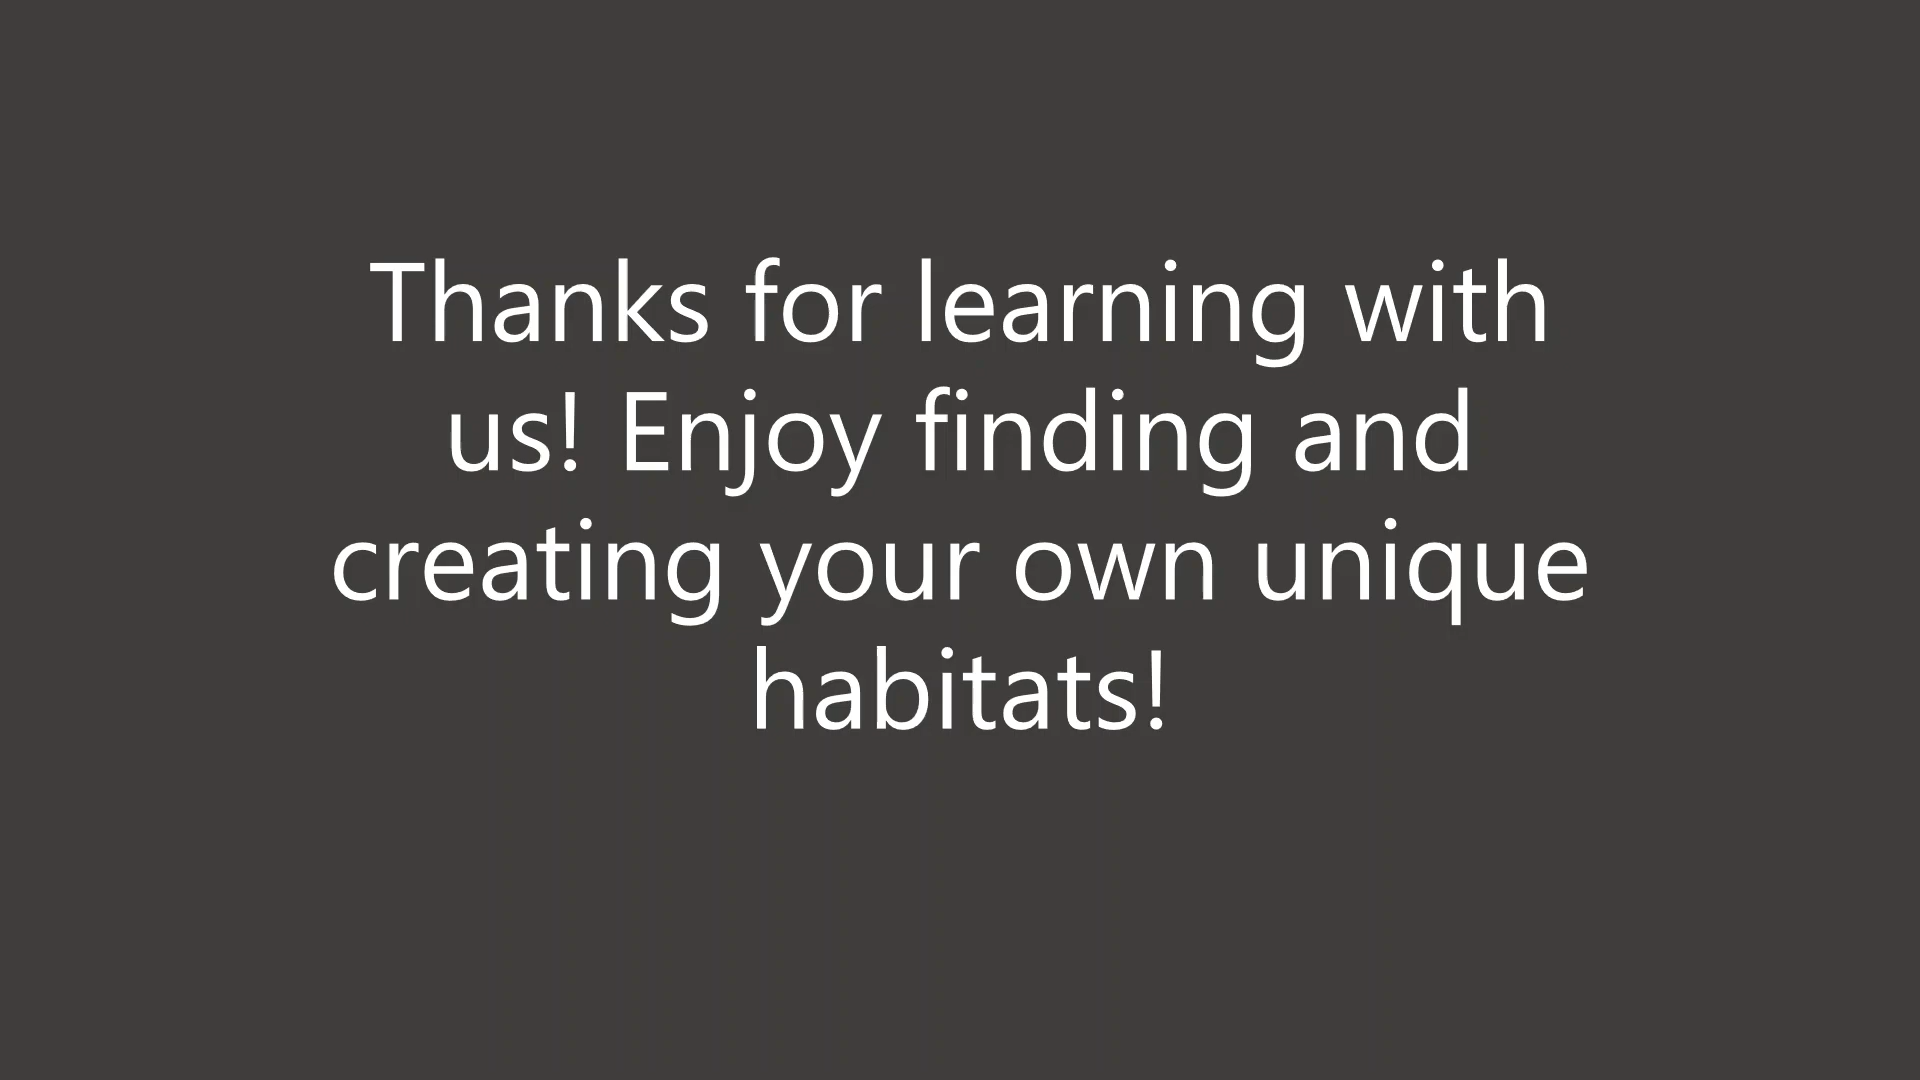 Thanks for learning with
us! Enjoy finding and
creating your own unique
habitats!